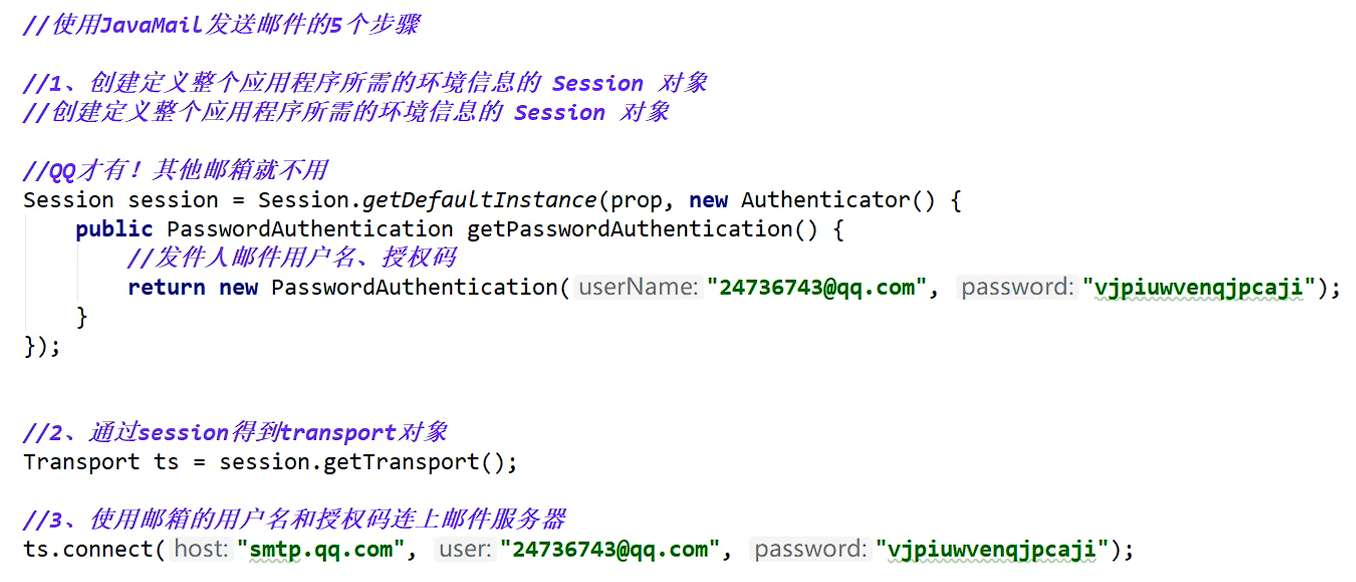 //使用JavaMail发送邮件的5个步骤
//1、创建定义整个应用程序所需的环境信息的 Session 对象
//创建定义整个应用程序所需的环境信息的 Session 对象
//QQ才有！其他邮箱就不用
Session session = Session.getDefaultInstance(prop, new Authenticator() {
public PasswordAuthentication getPasswordAuthentication() {
//发件人邮件用户名、授权码
return new PasswordAuthentication( userName: "24736743@qq.com", password: "vjpiuwvenqjpcaji");
}
});
//2、通过session得到transport对象
Transport ts = session.getTransport();
//3、使用邮箱的用户名和授权码连上邮件服务器
ts.connect( host: "smtp.qq.com", user: "24736743@qq.com", password: "vjpiuwvenqjpcaji");